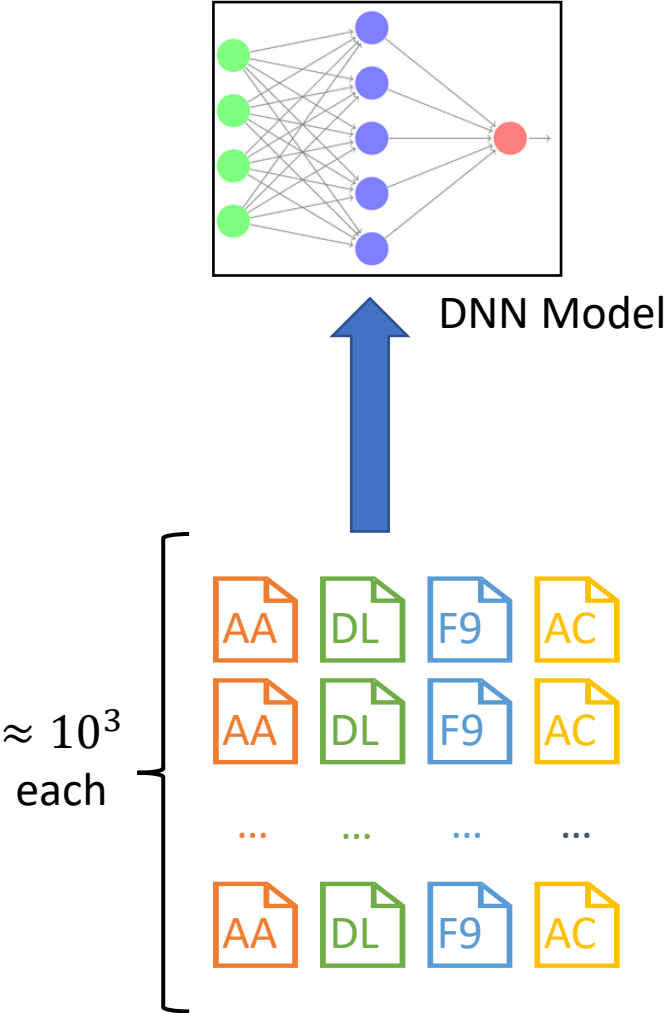 DNN Model
AA DL F9 AC
AA DL F9 AC
≈ 10³
each
... ... ... ...
AA DL F9 AC